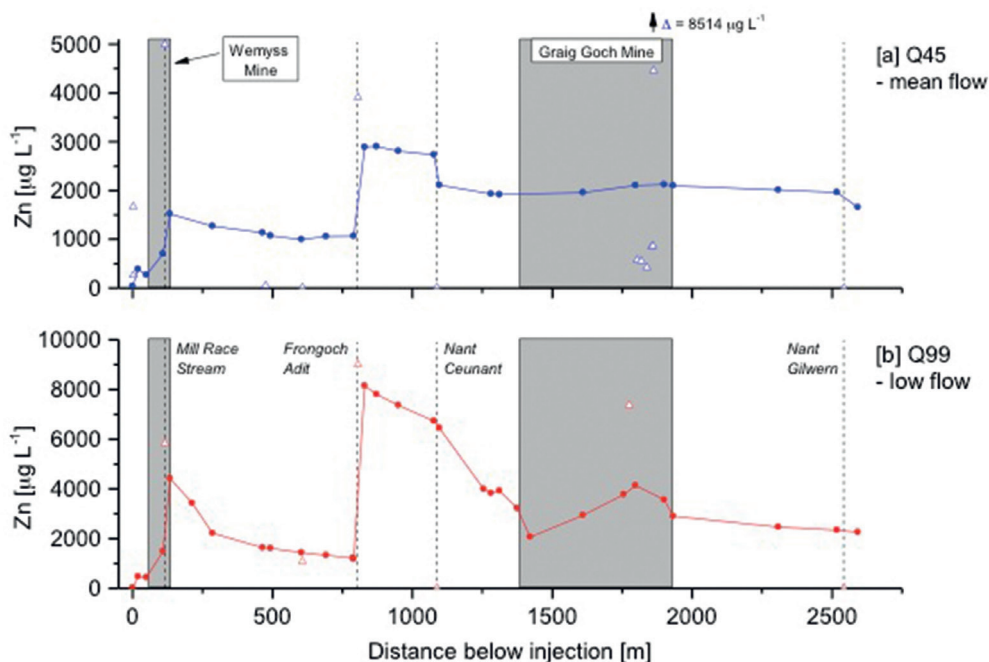 Δ = 8514 µg L-1
5000
4000
3000
2000
1000
0
Zn [µg L-1]
Wemyss
Mine
Graig Goch Mine
[a] Q45
- mean flow
10000
8000
6000
4000
2000
0
Zn [µg L-1]
Mill Race
Stream
Frongoch
Adit
Nant
Ceunant
Nant
Gilwern
[b] Q99
- low flow
0 500 1000 1500 2000 2500
Distance below injection [m]